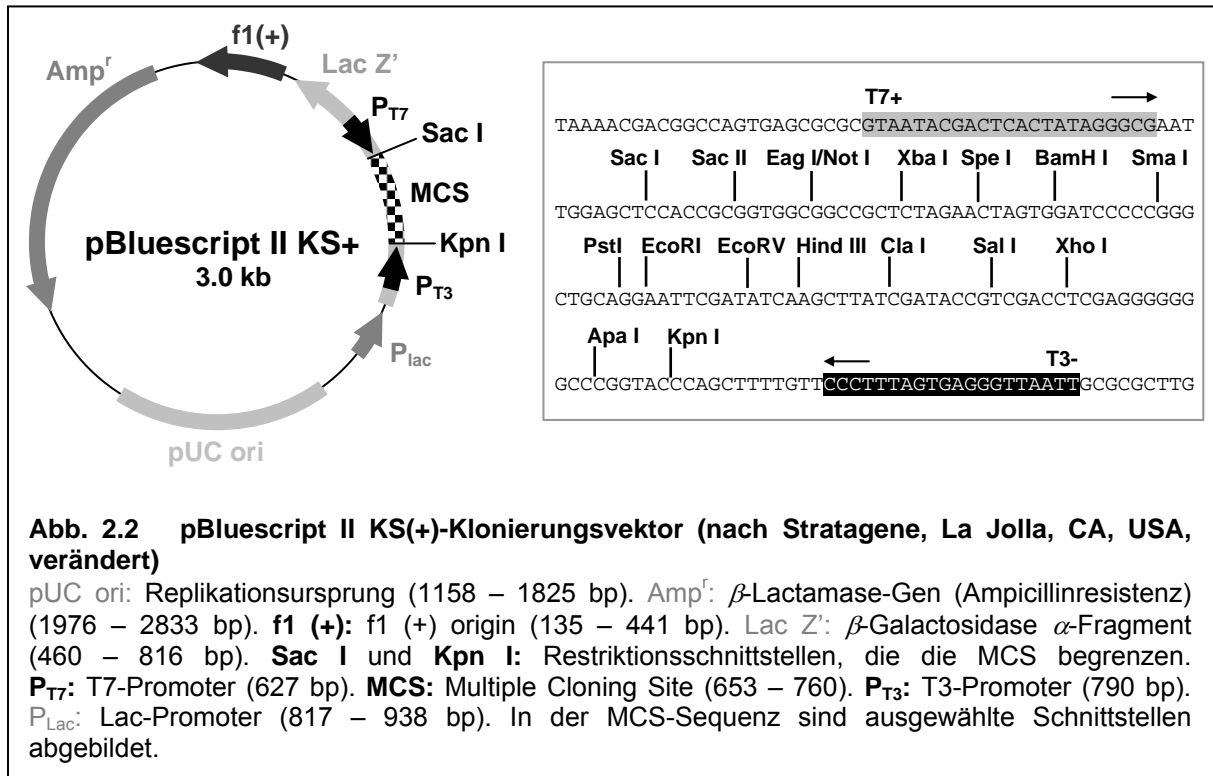 f1(+)
Amp^r
Lac Z'
P_T7
Sac I
MCS
pBluescript II KS+
3.0 kb
Kpn I
P_T3
P_lac
pUC ori
T7+
TAAAACGACGGCCAGTGAGCGCGCGTAATACGACTCACTATAGGGCGAAT
Sac I Sac II Eag I/Not I Xba I Spe I BamH I Sma I
TGGAGCTCCACCGCGGTGGCGGCCGCTCTAGAACTAGTGGATCCCCCGGG
PstI EcoRI EcoRV Hind III Cla I Sal I Xho I
CTGCAGGAATTCGATATCAAGCTTATCGATACCGTCGACCTCGAGGGGGG
Apa I Kpn I
T3-
GCCCGGTACCCAGCTTTTGTTCCCTTTAGTGAGGGTTAATTGCGCGCTTG
Abb. 2.2 pBluescript II KS(+)-Klonierungsvektor (nach Stratagene, La Jolla, CA, USA,
verändert)
pUC ori: Replikationsursprung (1158 – 1825 bp). Amp^r: β-Lactamase-Gen (Ampicillinresistenz)
(1976 – 2833 bp). f1 (+): f1 (+) origin (135 – 441 bp). Lac Z': β-Galactosidase α-Fragment
(460 – 816 bp). Sac I und Kpn I: Restriktionsschnittstellen, die die MCS begrenzen.
P_T7: T7-Promoter (627 bp). MCS: Multiple Cloning Site (653 – 760). P_T3: T3-Promoter (790 bp).
P_Lac: Lac-Promoter (817 – 938 bp). In der MCS-Sequenz sind ausgewählte Schnittstellen
abgebildet.